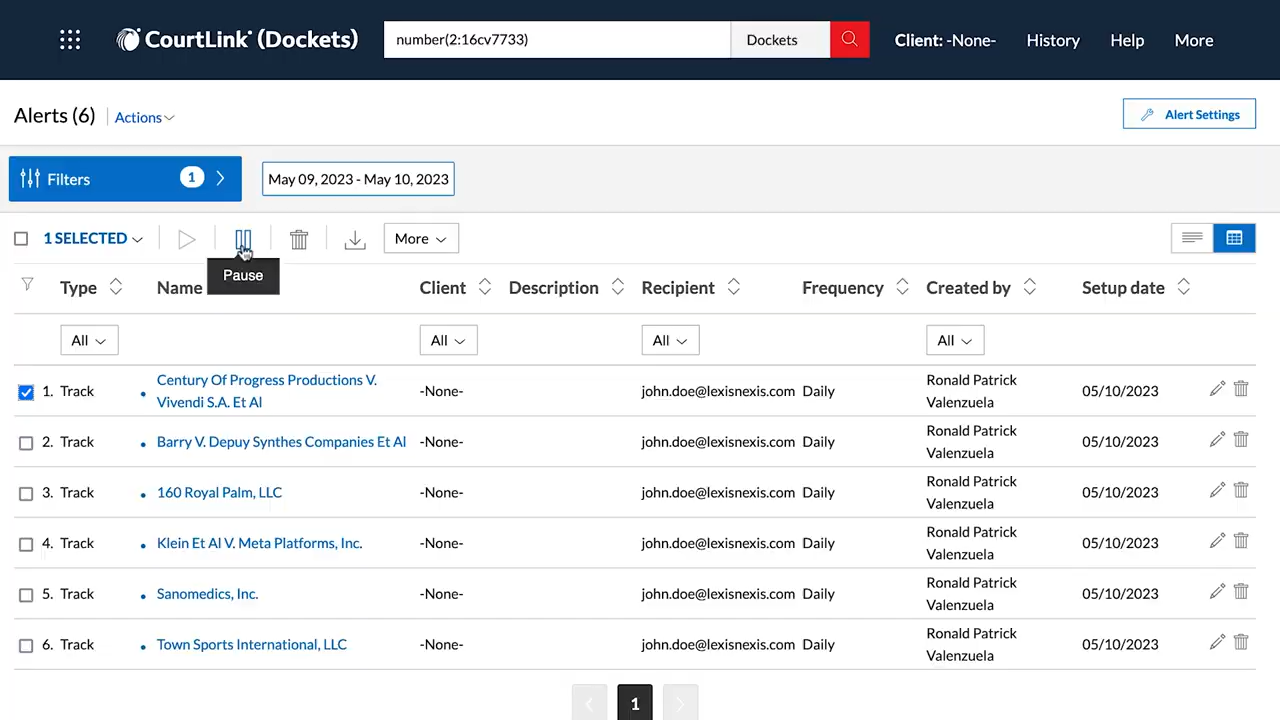 CourtLink (Dockets) number(2:16cv7733) Dockets Client: -None- History Help More
Alerts (6) Actions Alert Settings
Filters 1 May 09, 2023 - May 10, 2023
1 SELECTED More
Pause
Type Name Client Description Recipient Frequency Created by Setup date
All All All All
1. Track Century Of Progress Productions V. -None- john.doe@lexisnexis.com Daily Ronald Patrick 05/10/2023
Vivendi S.A. Et Al Valenzuela
2. Track Barry V. Depuy Synthes Companies Et Al -None- john.doe@lexisnexis.com Daily Ronald Patrick 05/10/2023
Valenzuela
3. Track 160 Royal Palm, LLC -None- john.doe@lexisnexis.com Daily Ronald Patrick 05/10/2023
Valenzuela
4. Track Klein Et Al V. Meta Platforms, Inc. -None- john.doe@lexisnexis.com Daily Ronald Patrick 05/10/2023
Valenzuela
5. Track Sanomedics, Inc. -None- john.doe@lexisnexis.com Daily Ronald Patrick 05/10/2023
Valenzuela
6. Track Town Sports International, LLC -None- john.doe@lexisnexis.com Daily Ronald Patrick 05/10/2023
Valenzuela
1